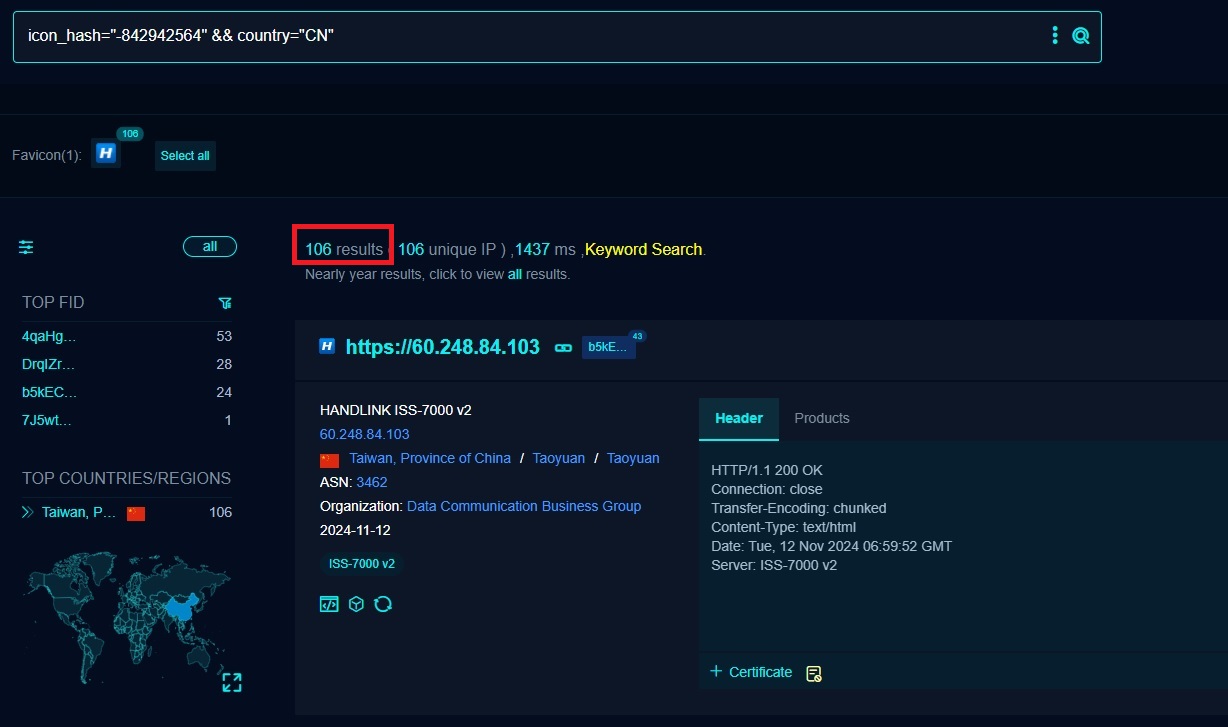 icon_hash="-842942564" && country="CN"
106
Favicon(1): H Select all
all
106 results ( 106 unique IP ) ,1437 ms ,Keyword Search.
Nearly year results, click to view all results.
TOP FID
4qaHg... 53
DrqIZr... 28
b5kEC... 24
7J5wt... 1
TOP COUNTRIES/REGIONS
Taiwan, P... 106
H https://60.248.84.103 b5kE... 43
HANDLINK ISS-7000 v2
60.248.84.103
Taiwan, Province of China / Taoyuan / Taoyuan
ASN: 3462
Organization: Data Communication Business Group
2024-11-12
ISS-7000 v2
Header Products
HTTP/1.1 200 OK
Connection: close
Transfer-Encoding: chunked
Content-Type: text/html
Date: Tue, 12 Nov 2024 06:59:52 GMT
Server: ISS-7000 v2
+ Certificate